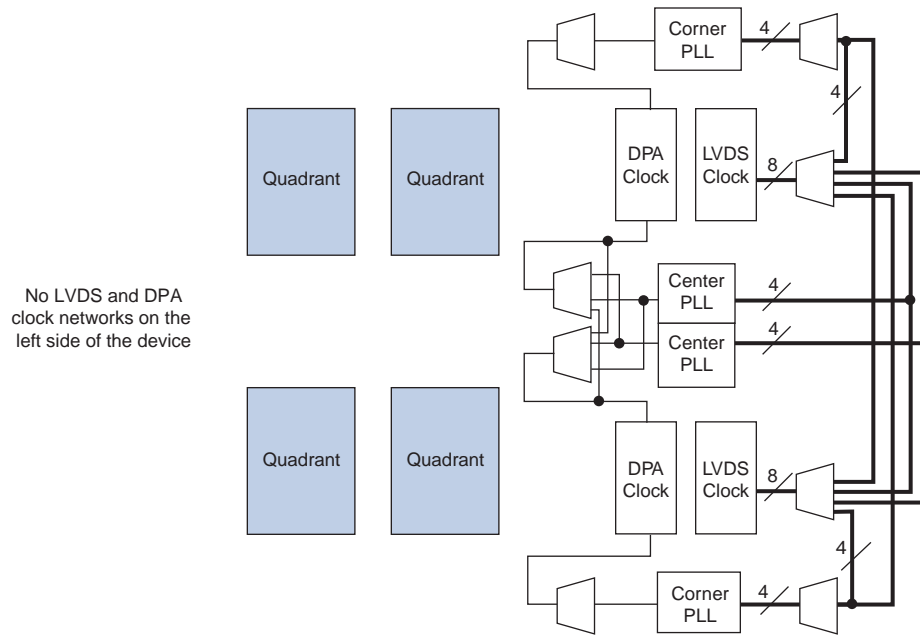 Corner
PLL
4
4
Quadrant
Quadrant
DPA
Clock
LVDS
Clock
8
No LVDS and DPA
clock networks on the
left side of the device
Center
PLL
4
Center
PLL
4
Quadrant
Quadrant
DPA
Clock
LVDS
Clock
8
4
Corner
PLL
4